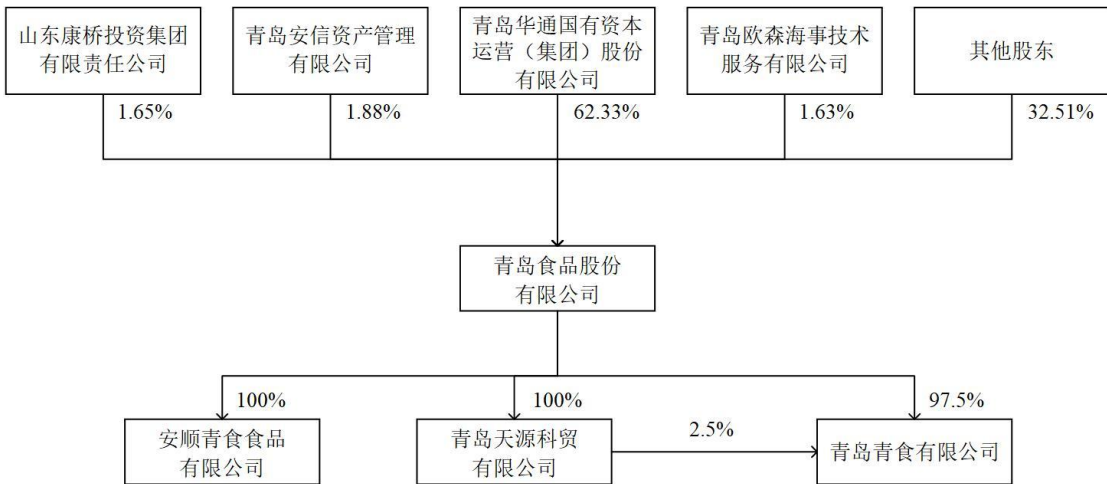 山东康桥投资集团
有限责任公司
青岛安信资产管理
有限公司
青岛华通国有资本
运营（集团）股份
有限公司
青岛欧森海事技术
服务有限公司
其他股东
1.65%
1.88%
62.33%
1.63%
32.51%
青岛食品股份
有限公司
100%
100%
97.5%
安顺青食食品
有限公司
青岛天源科贸
有限公司
2.5%
青岛青食有限公司